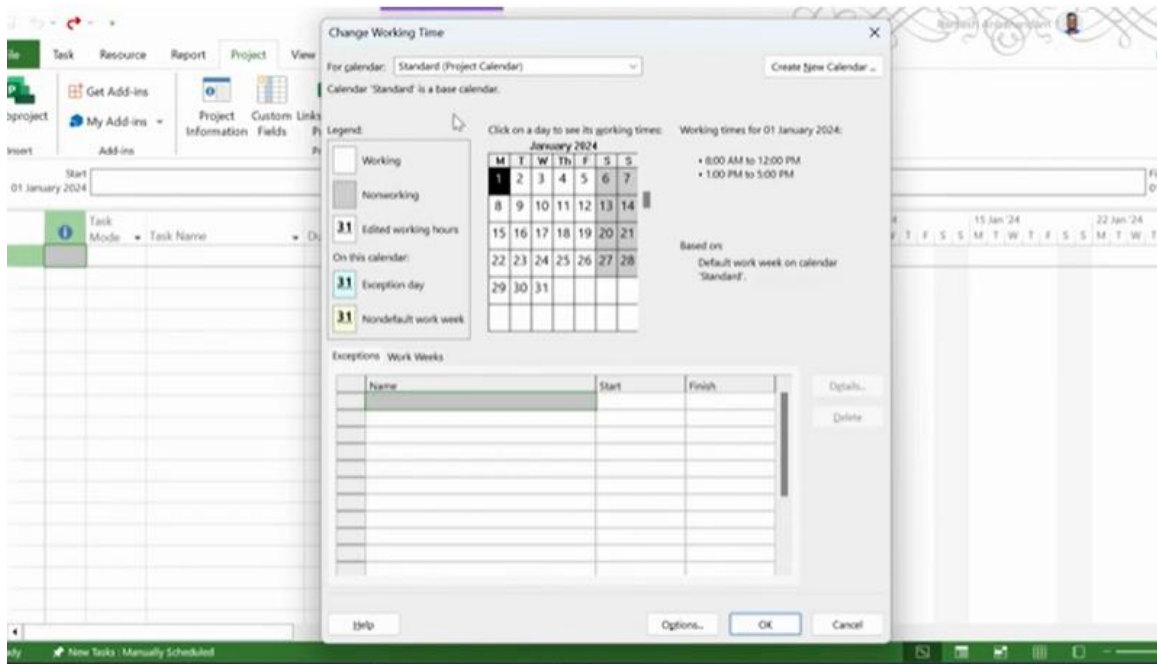 Change Working Time
Task Resource Report Project View
For calendar: Standard (Project Calendar)
Create New Calendar ...
Calendar 'Standard' is a base calendar.
Get Add-ins
My Add-ins
Add-ins
Project Information
Custom Fields
Links
Legend:
Working
Nonworking
31 Edited working hours
On this calendar:
31 Exception day
31 Nondefault work week
Click on a day to see its working times:
January 2024
M T W Th F S S
1 2 3 4 5 6 7
8 9 10 11 12 13 14
15 16 17 18 19 20 21
22 23 24 25 26 27 28
29 30 31
Working times for 01 January 2024:
• 8:00 AM to 12:00 PM
• 1:00 PM to 5:00 PM
Based on:
Default work week on calendar
'Standard'.
Start
01 January 2024
Task
Mode
Task Name
15 Jan '24
22 Jan '24
T F S S M T W T F S S M T W T
Exceptions Work Weeks
Name Start Finish
Details...
Delete
Help
Options...
OK
Cancel
New Tasks : Manually Scheduled